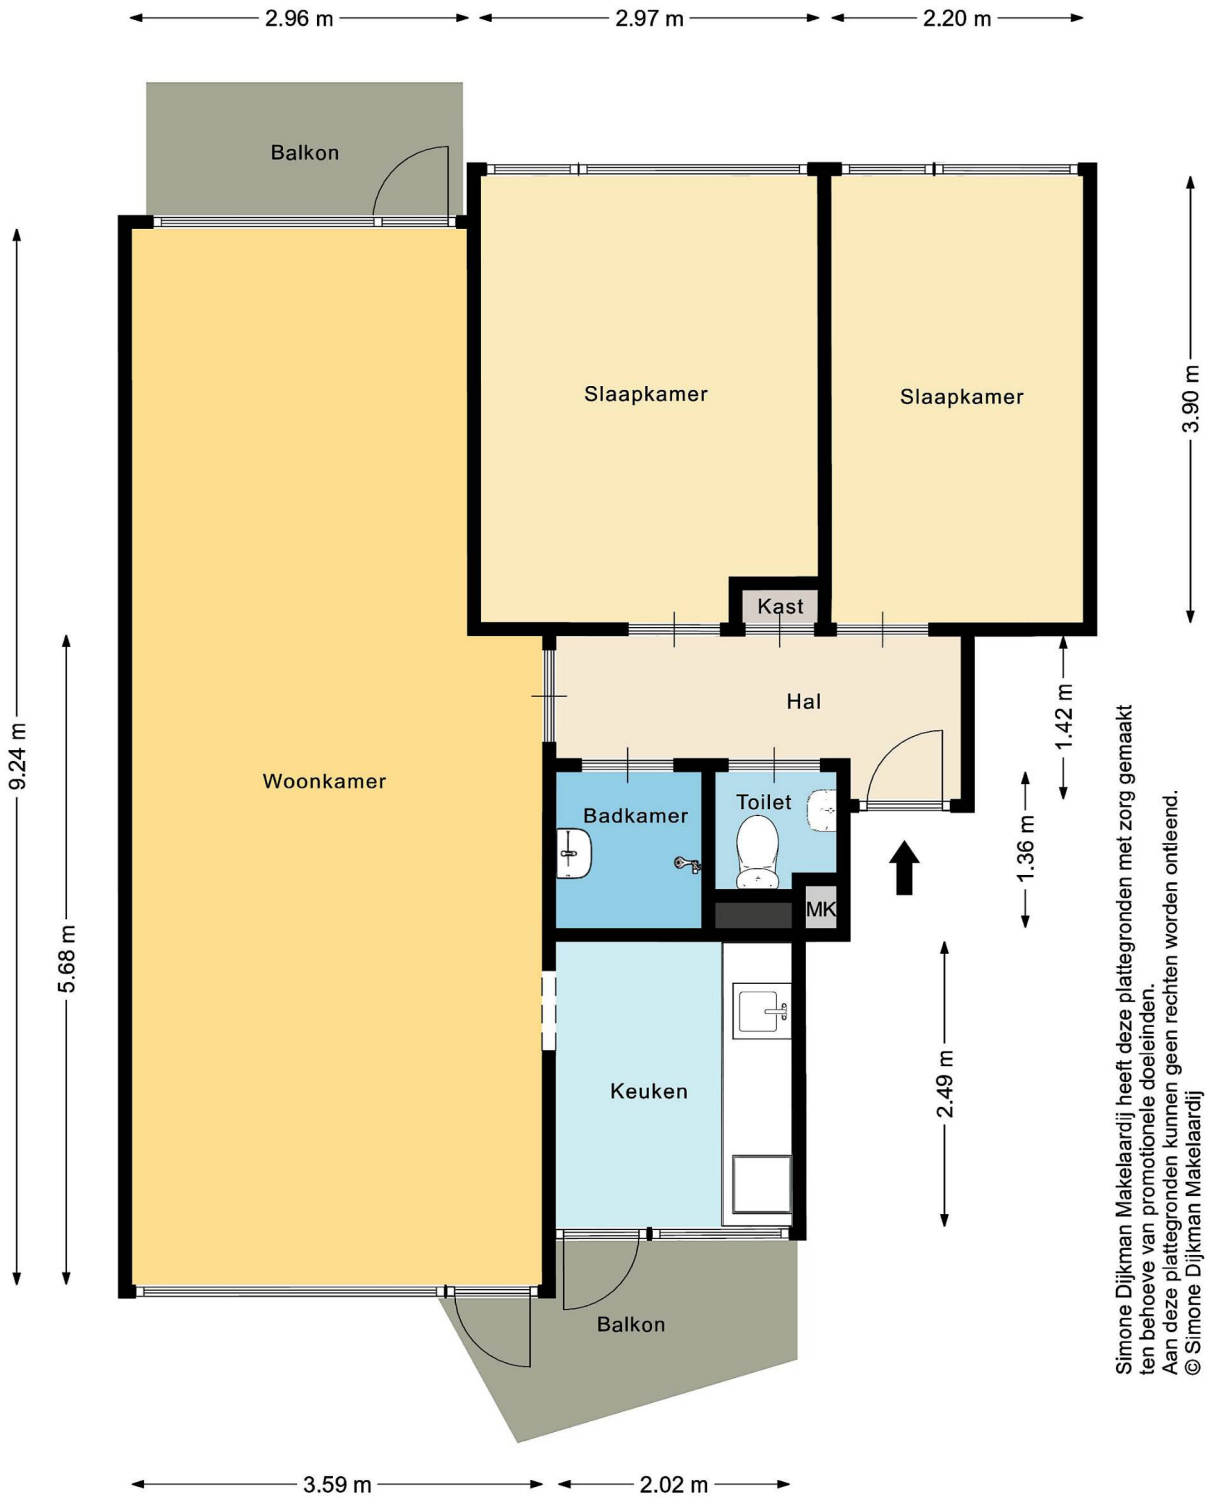 2.96 m
2.97 m
2.20 m
Balkon
Slaapkamer
Slaapkamer
3.90 m
Kast
Hal
1.42 m
9.24 m
Woonkamer
Badkamer
Toilet
1.36 m
MK
5.68 m
Keuken
2.49 m
Balkon
3.59 m
2.02 m
Simone Dijkman Makelaardij heeft deze plattegronden met zorg gemaakt
ten behoeve van promotionele doeleinden.
Aan deze plattegronden kunnen geen rechten worden ontleend.
© Simone Dijkman Makelaardij